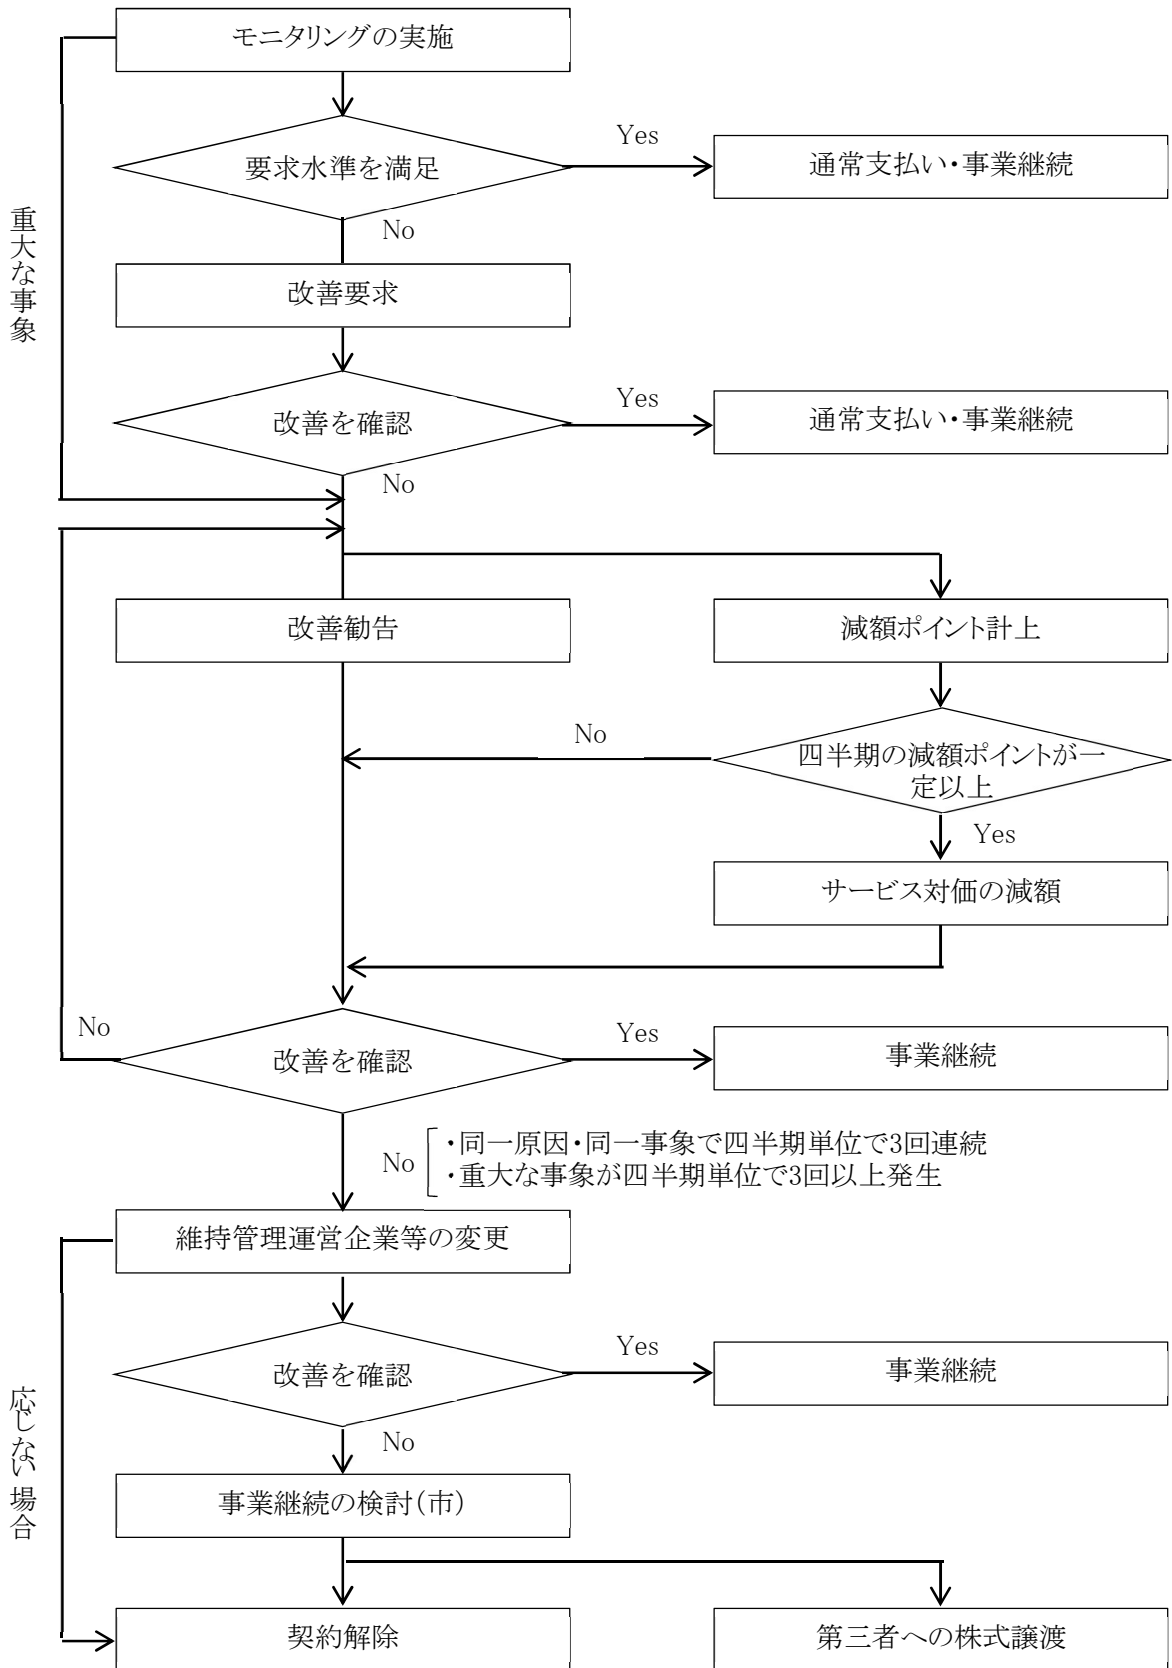 モニタリングの実施
要求水準を満足
Yes
通常支払い・事業継続
No
重大な事象
改善要求
改善を確認
Yes
通常支払い・事業継続
No
改善勧告
減額ポイント計上
No
四半期の減額ポイントが一
定以上
Yes
サービス対価の減額
No
改善を確認
Yes
事業継続
No
・同一原因・同一事象で四半期単位で3回連続
・重大な事象が四半期単位で3回以上発生
維持管理運営企業等の変更
改善を確認
Yes
事業継続
No
応じない場合
事業継続の検討(市)
契約解除
第三者への株式譲渡